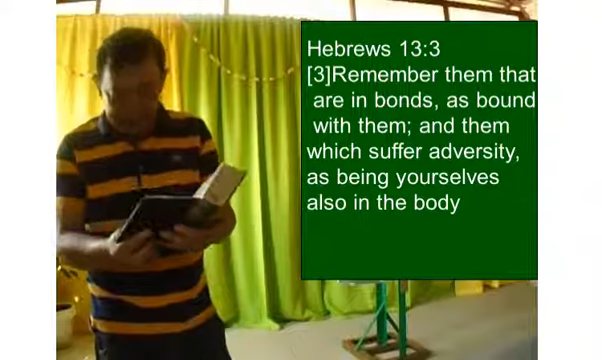 Hebrews 13:3
[3]Remember them that
are in bonds, as bound
with them; and them
which suffer adversity,
as being yourselves
also in the body